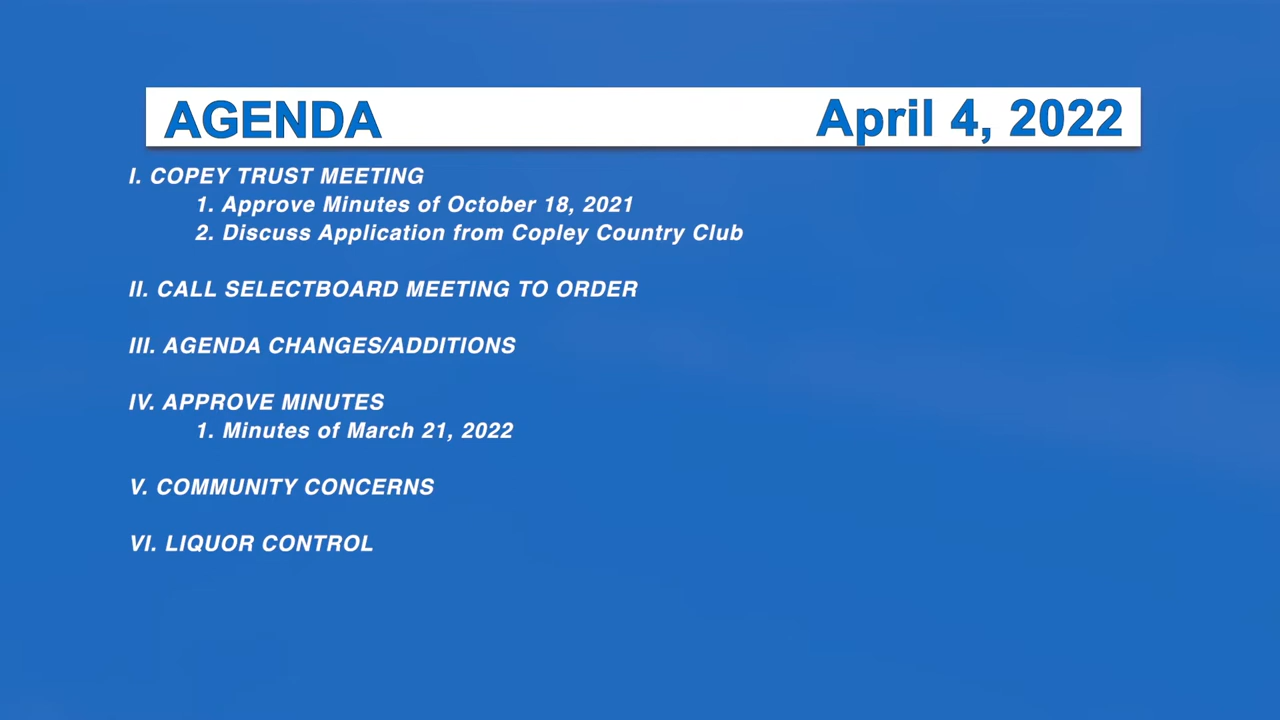 AGENDA April 4, 2022
I. COPEY TRUST MEETING
1. Approve Minutes of October 18, 2021
2. Discuss Application from Copley Country Club
II. CALL SELECTBOARD MEETING TO ORDER
III. AGENDA CHANGES/ADDITIONS
IV. APPROVE MINUTES
1. Minutes of March 21, 2022
V. COMMUNITY CONCERNS
VI. LIQUOR CONTROL